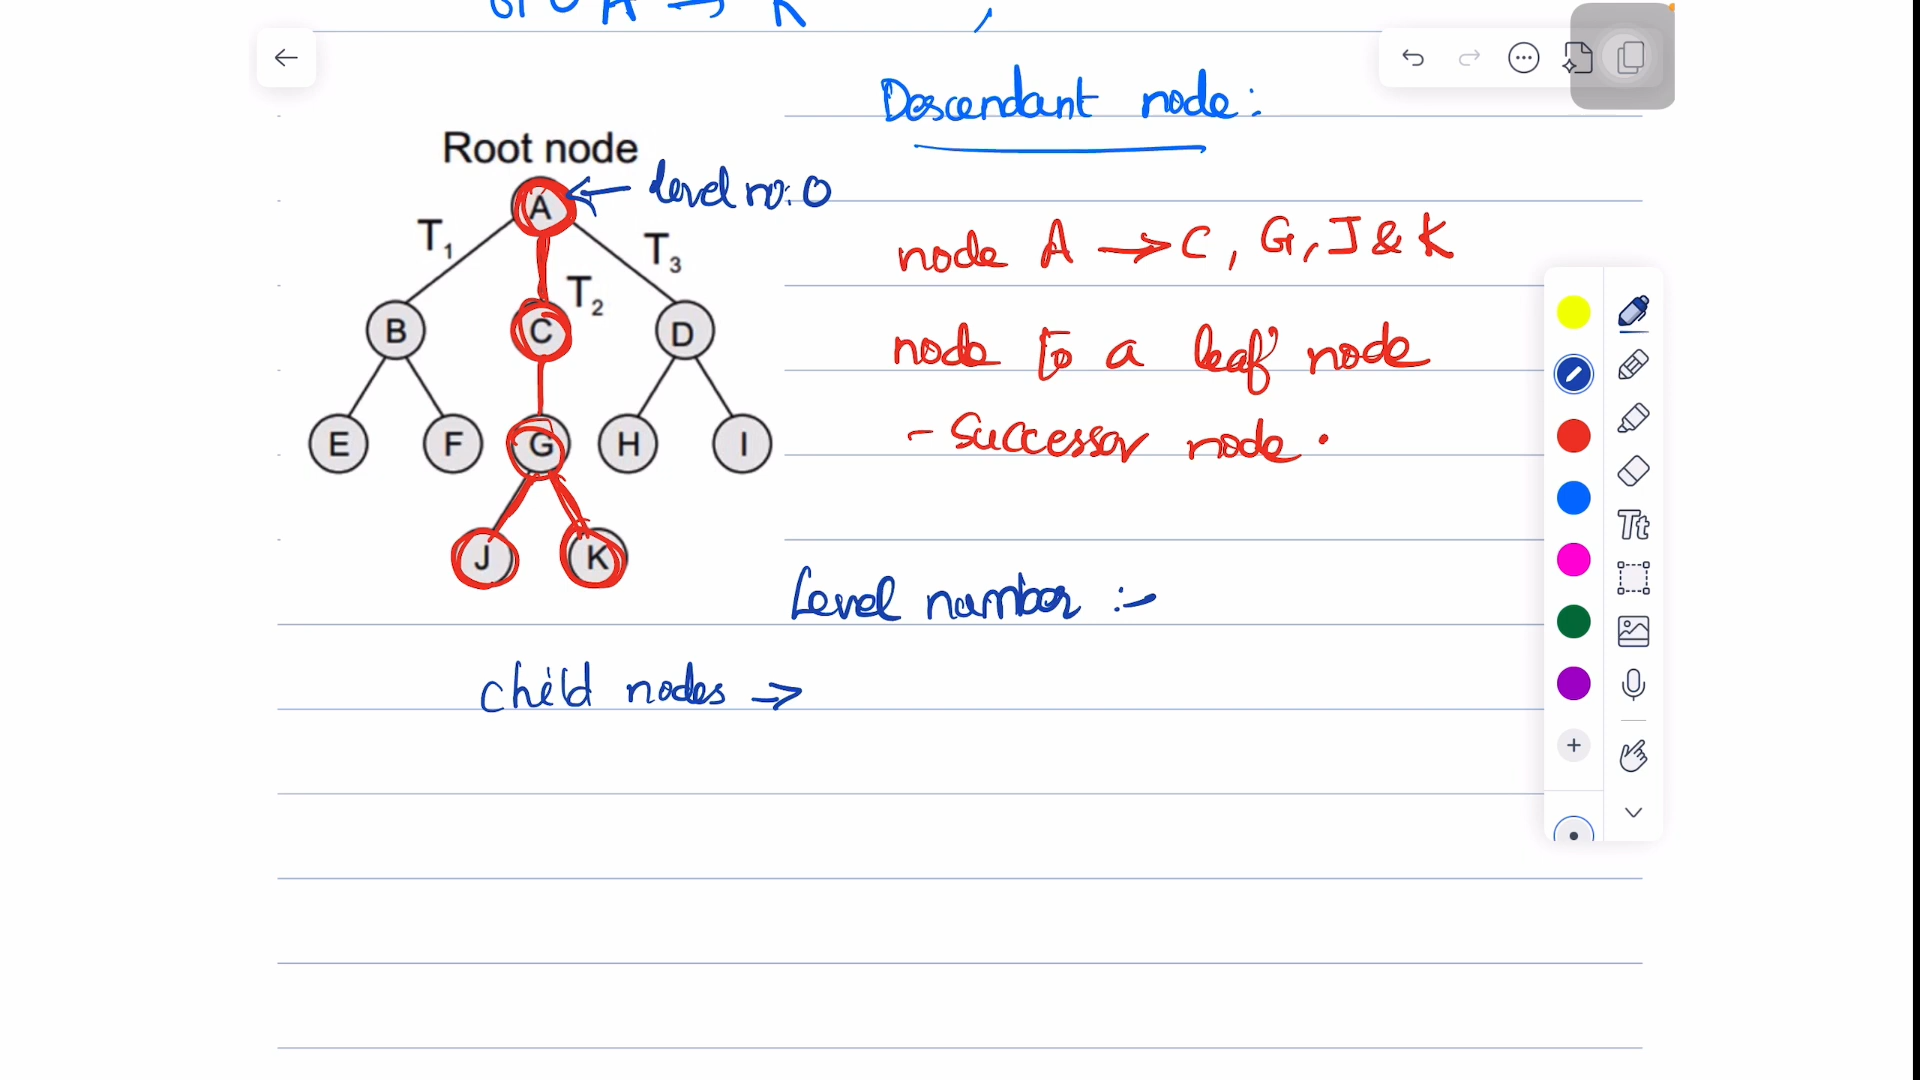 A → K ,
Descendant node:
Root node
A ← level no: 0
T1 T3
node A → C, G, J & K
T2
B C D
node to a leaf node
E F G H I
- Successor node .
J K
Level number :-
child nodes →
Tt